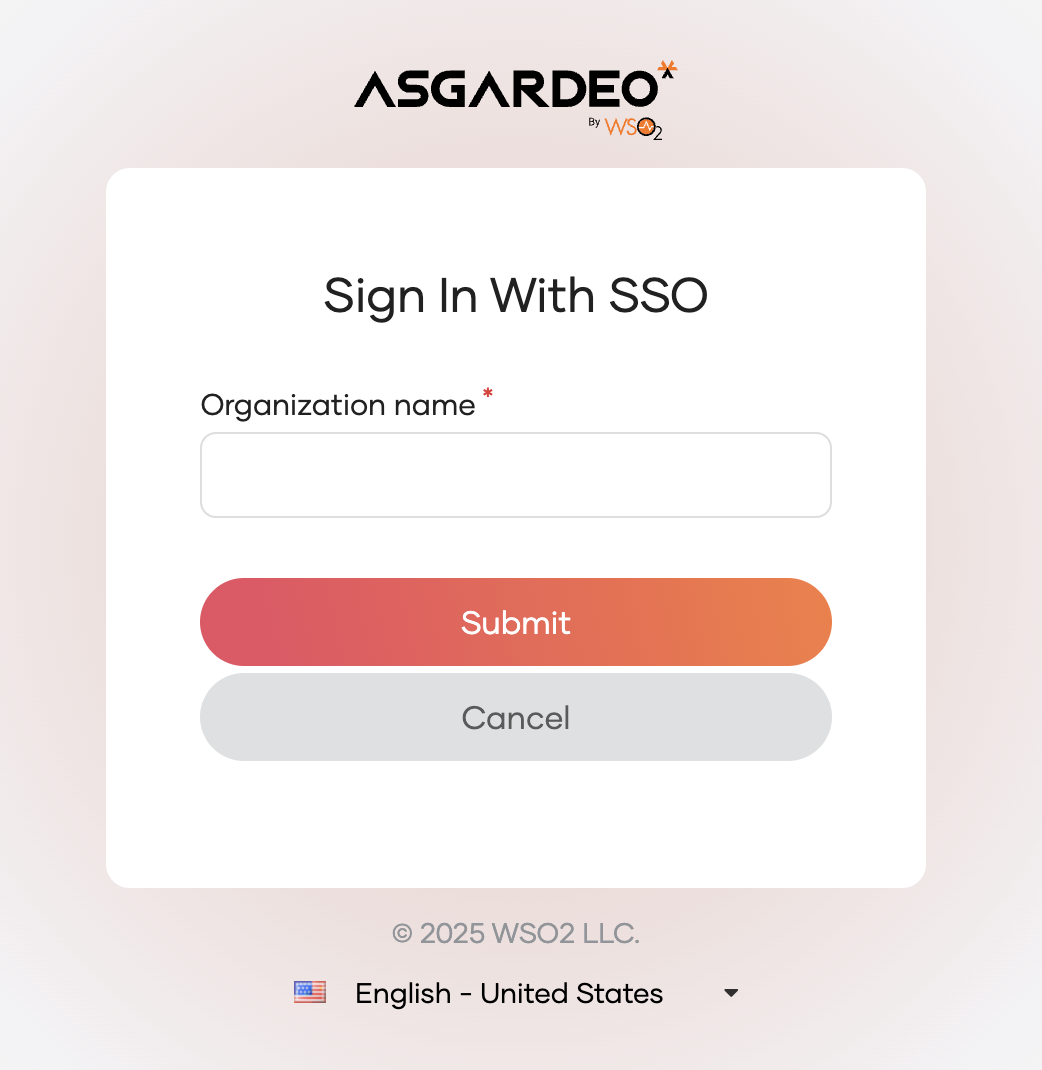 ASGARDEO
By WSO2
Sign In With SSO
Organization name *
Submit
Cancel
© 2025 WSO2 LLC.
English - United States